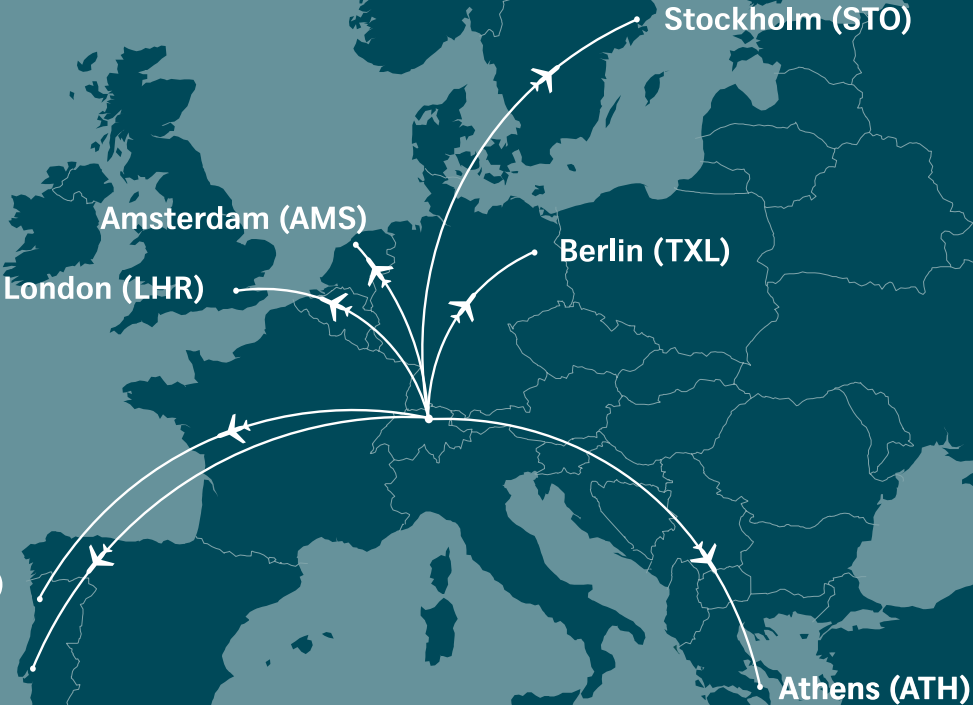 Stockholm (STO)
Amsterdam (AMS)
Berlin (TXL)
London (LHR)
)
Athens (ATH)